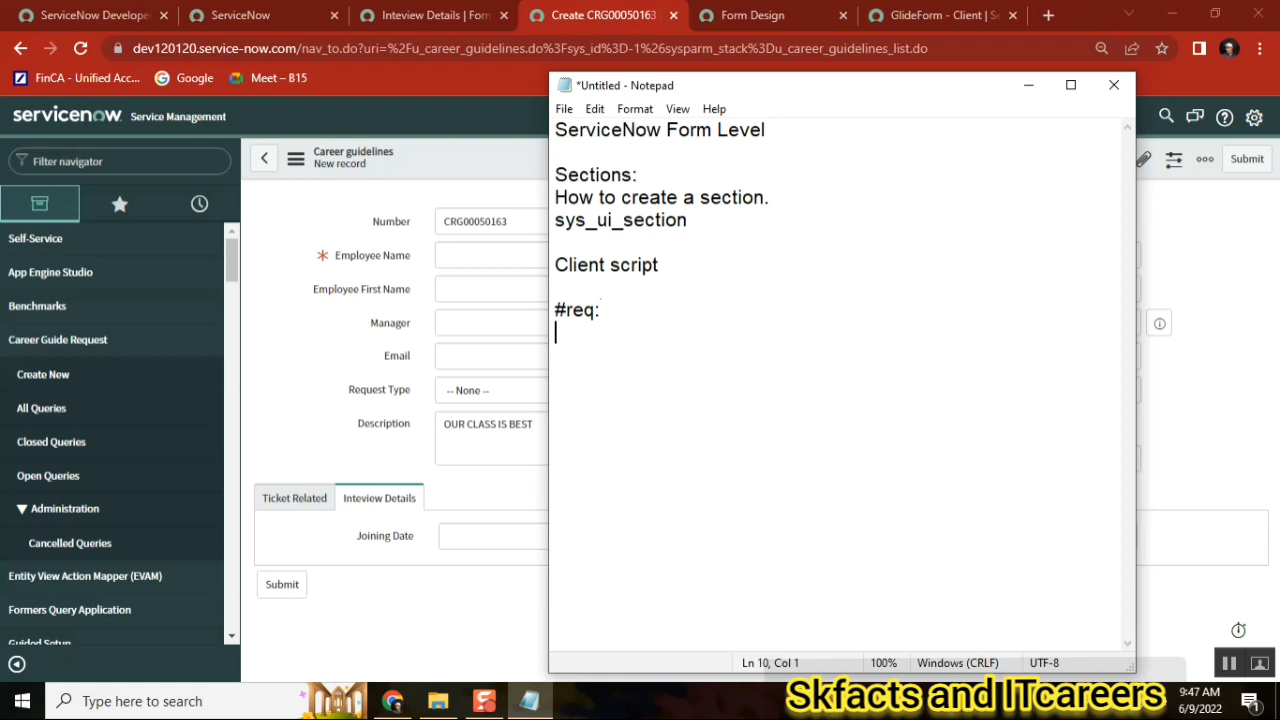 ServiceNow Develope
ServiceNow
Inteview Details | Form
Create CRG00050163
Form Design
GlideForm - Client | Se
dev120120.service-now.com/nav_to.do?uri=%2Fu_career_guidelines.do%3Fsys_id%3D-1%26sysparm_stack%3Du_career_guidelines_list.do
FinCA - Unified Acc...
Google
Meet – B15
servicenow
Service Management
*Untitled - Notepad
File Edit Format View Help
Filter navigator
Self-Service
App Engine Studio
Benchmarks
Career Guide Request
Create New
All Queries
Closed Queries
Open Queries
Administration
Cancelled Queries
Entity View Action Mapper (EVAM)
Formers Query Application
Guided Setup
Career guidelines
New record
Submit
Number
CRG00050163
Employee Name
Employee First Name
Manager
Email
Request Type
-- None --
Description
OUR CLASS IS BEST
Ticket Related
Inteview Details
Joining Date
Submit
ServiceNow Form Level
Sections:
How to create a section.
sys_ui_section
Client script
#req:
Ln 10, Col 1
100%
Windows (CRLF)
UTF-8
Type here to search
Skfacts and ITcareers
9:47 AM
6/9/2022
1